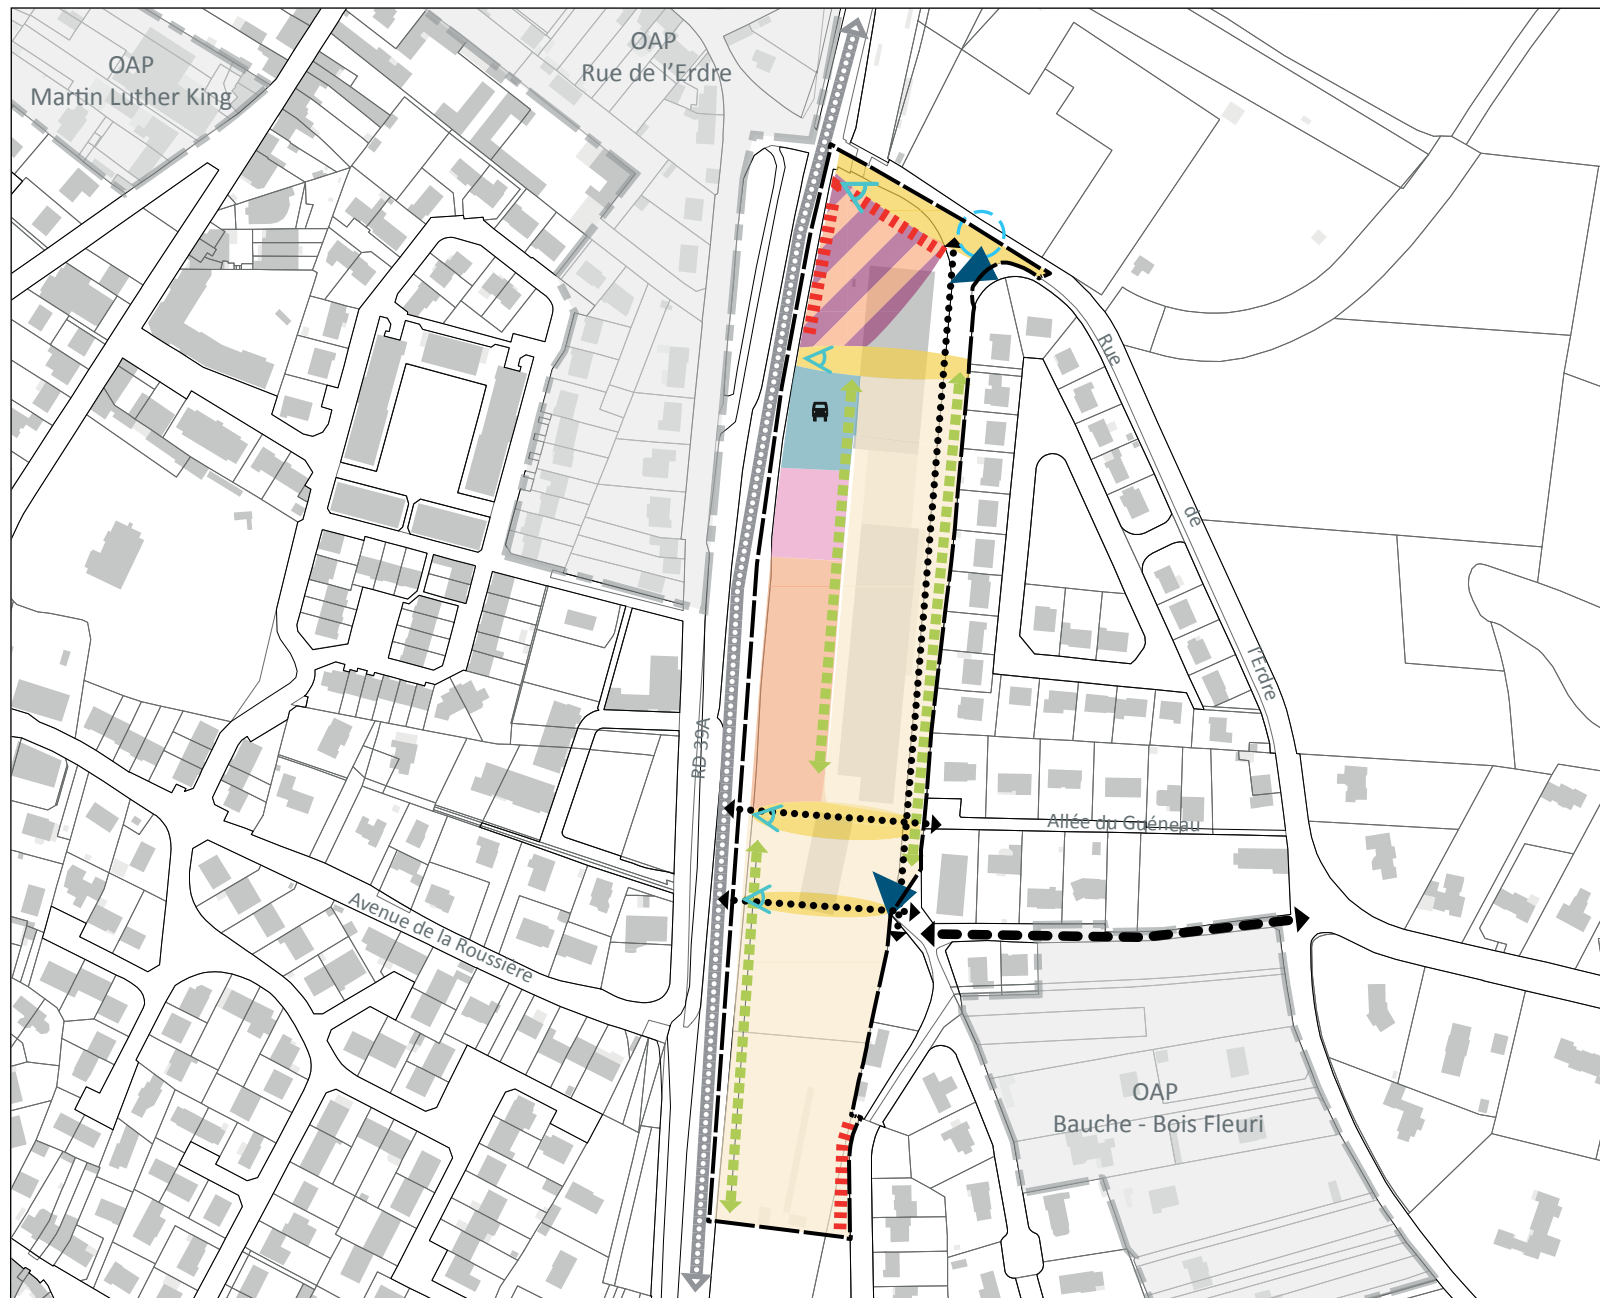 OAP
Martin Luther King
OAP
Rue de l'Erdre
Rue
de
l'Erdre
RD 39A
Allée du Guéneau
Avenue de la Roussière
OAP
Bauche - Bois Fleuri